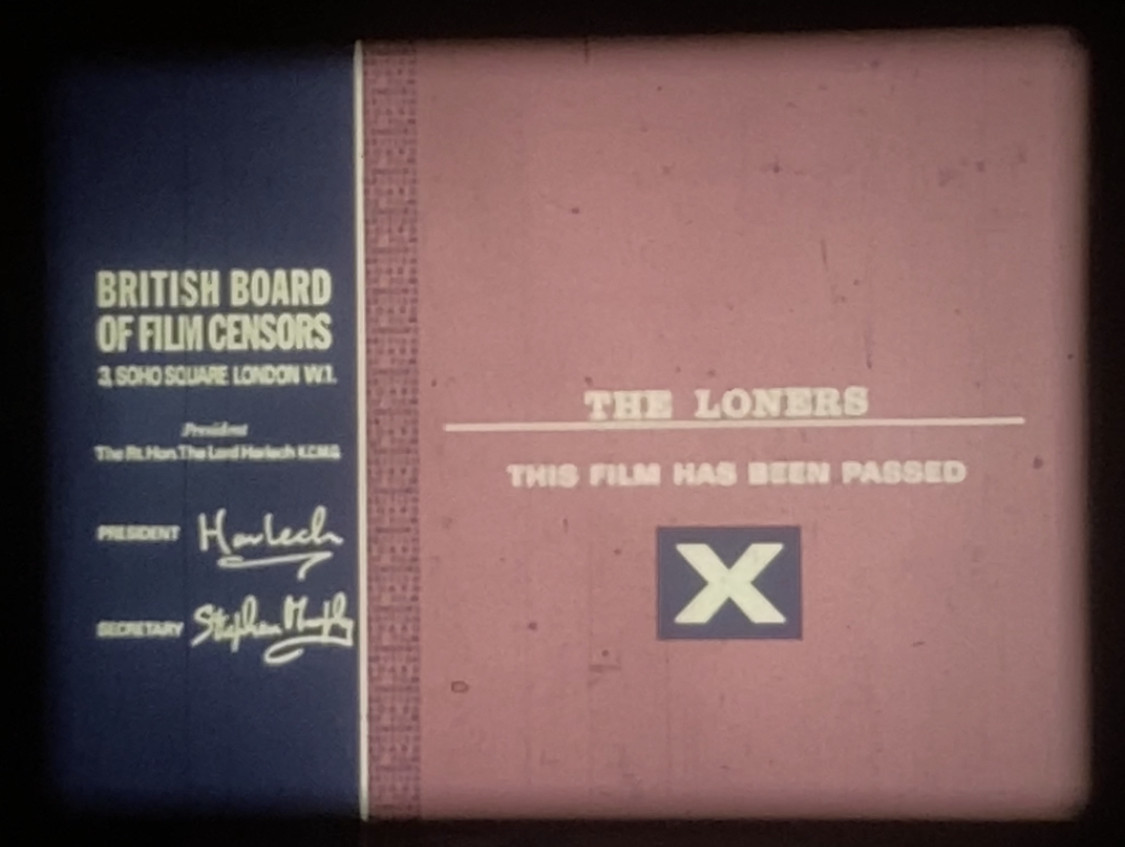 BRITISH BOARD
OF FILM CENSORS
3, SOHO SQUARE LONDON W.1.
President
The Rt. Hon. The Lord Harlech K.C.M.G.
PRESIDENT Harlech
SECRETARY Stephen Murphy
THE LONERS
THIS FILM HAS BEEN PASSED
X